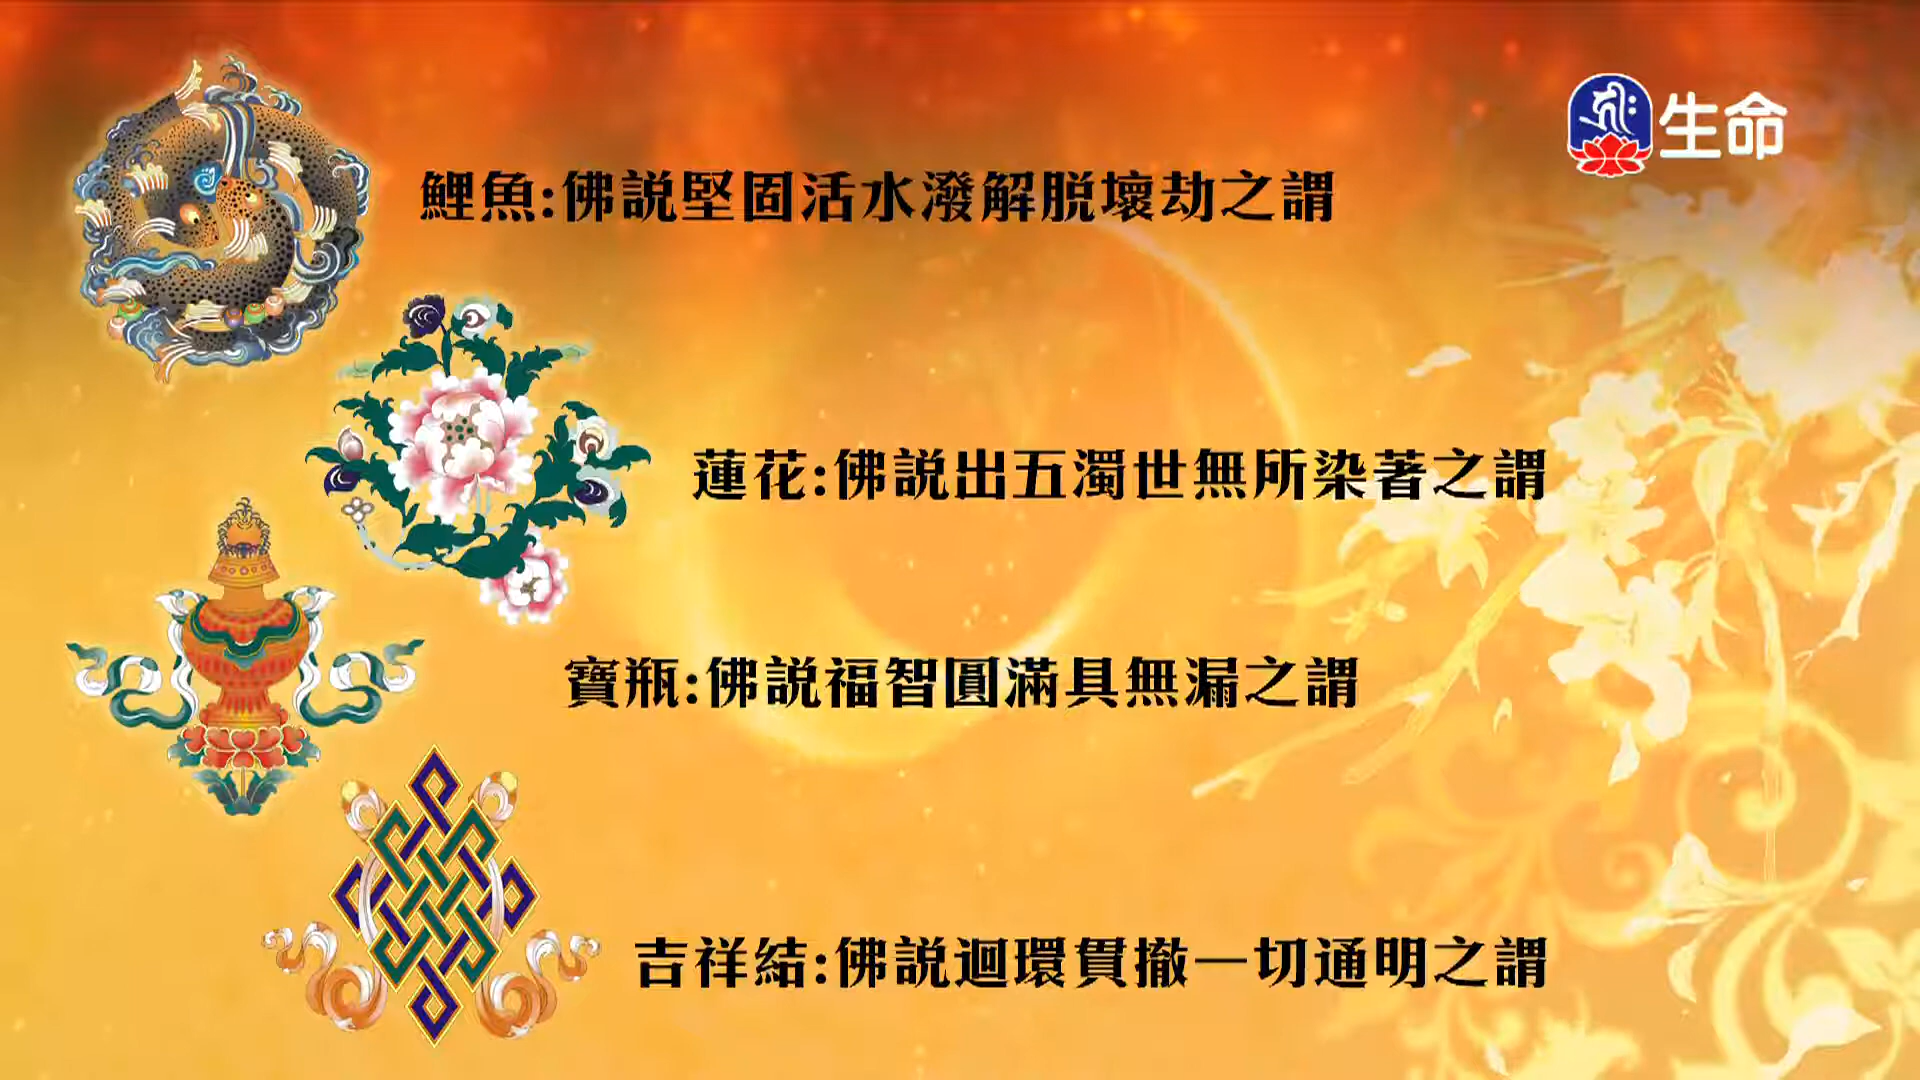 生命
鯉魚:佛說堅固活水潑解脫壞劫之謂
蓮花:佛說出五濁世無所染著之謂
寶瓶:佛說福智圓滿具無漏之謂
吉祥結:佛說迴環貫撤一切通明之謂